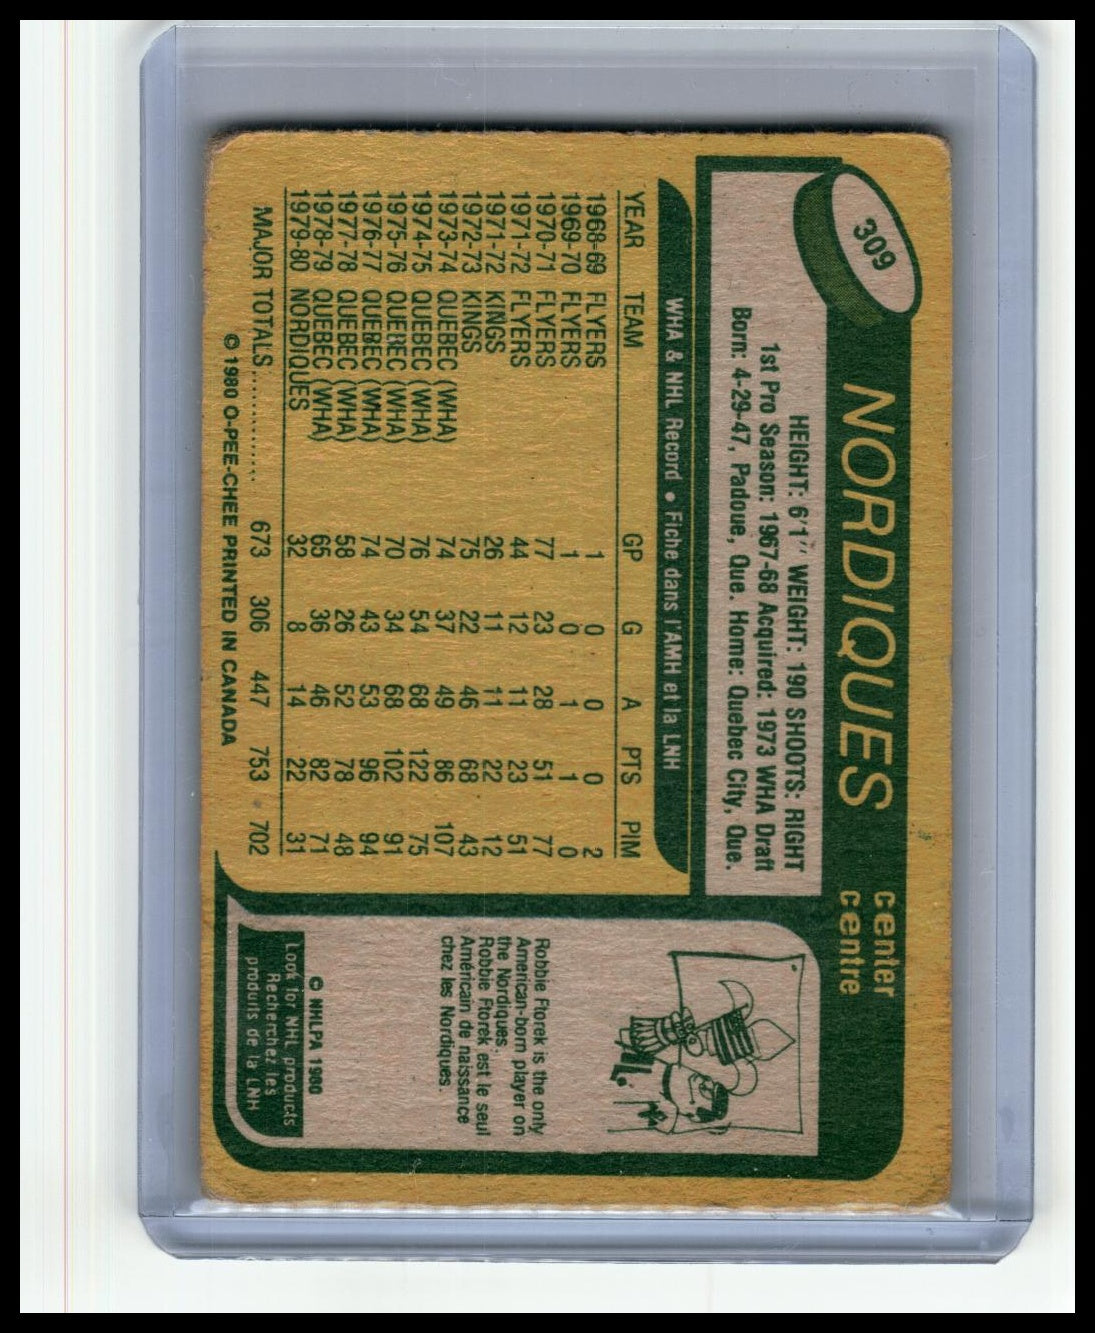 309
NORDIQUES
center
centre
HEIGHT: 6'1" WEIGHT: 190 SHOOTS: RIGHT
1st Pro Season: 1967-68 Acquired: 1973 WHA Draft
Born: 4-29-47, Padoue, Que. Home: Quebec City, Que.
WHA & NHL Record • Fiche dans l'AMH et la LNH
YEAR TEAM GP G A PTS PIM
1968-69 FLYERS 1 0 0 0 2
1969-70 FLYERS 1 0 1 1 0
1970-71 FLYERS 77 23 28 51 77
1971-72 FLYERS 44 12 11 23 51
1971-72 KINGS 26 11 11 22 12
1972-73 KINGS 75 22 46 68 43
1973-74 QUEBEC (WHA) 74 37 49 86 107
1974-75 QUEBEC (WHA) 76 54 68 122 75
1975-76 QUEBEC (WHA) 70 34 68 102 91
1976-77 QUEBEC (WHA) 74 43 53 96 94
1977-78 QUEBEC (WHA) 58 26 52 78 48
1978-79 QUEBEC (WHA) 65 36 46 82 71
1979-80 NORDIQUES 32 8 14 22 31
MAJOR TOTALS............ 673 306 447 753 702
© 1980 O-PEE-CHEE PRINTED IN CANADA
Robbie Ftorek is the only
American-born player on
the Nordiques.
Robbie Ftorek est le seul
Américain de naissance
chez les Nordiques.
© NHLPA 1980
Look for NHL products
Recherchez les
produits de la LNH